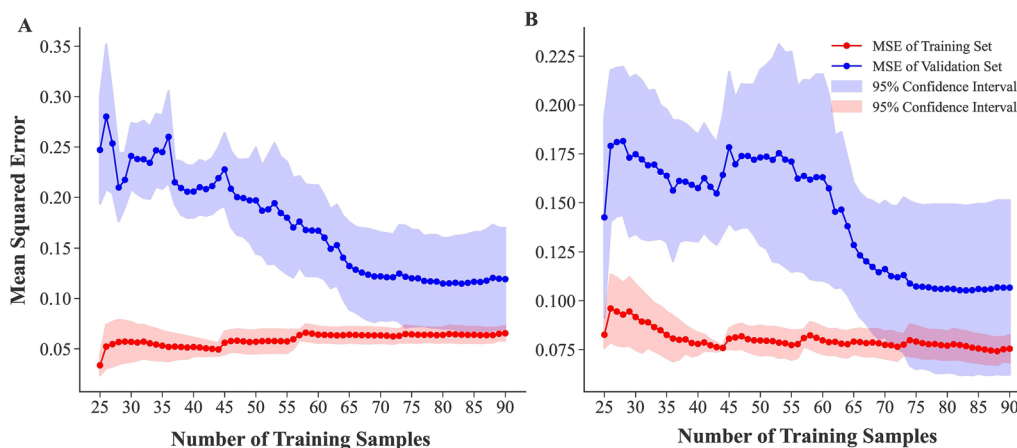 A
Mean Squared Error
0.35
0.30
0.25
0.20
0.15
0.10
0.05
25 30 35 40 45 50 55 60 65 70 75 80 85 90
Number of Training Samples
B
MSE of Training Set
MSE of Validation Set
95% Confidence Interval
95% Confidence Interval
0.225
0.200
0.175
0.150
0.125
0.100
0.075
25 30 35 40 45 50 55 60 65 70 75 80 85 90
Number of Training Samples